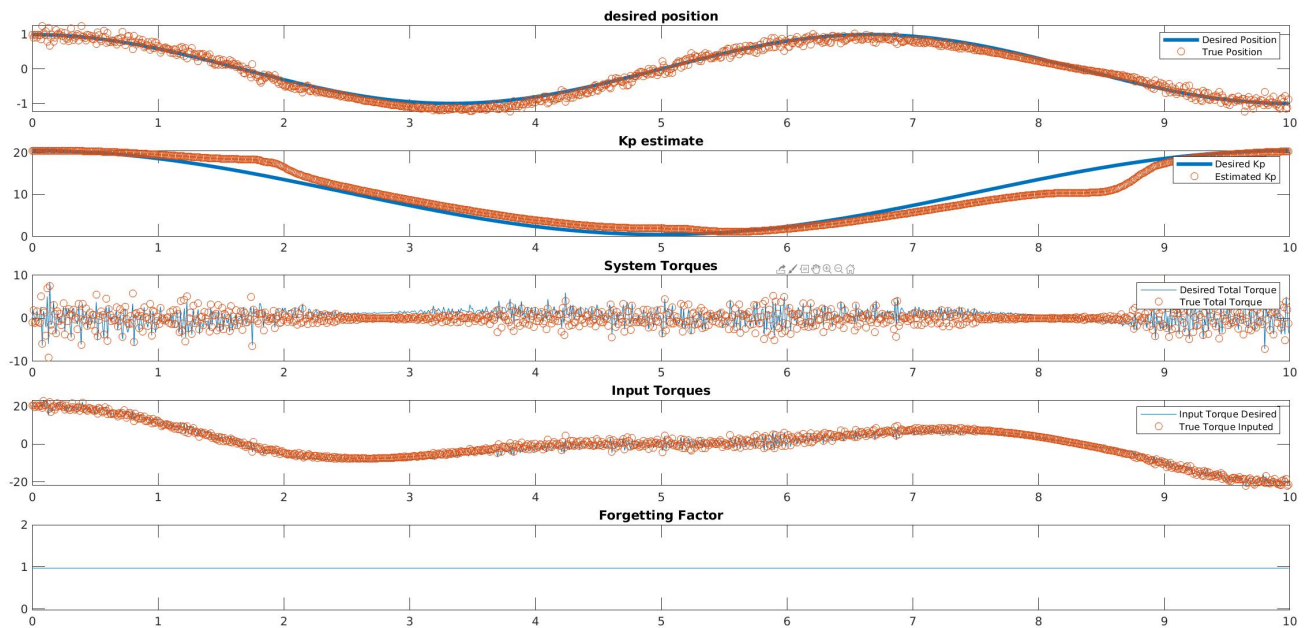 desired position
1
0
-1
Desired Position
True Position
0 1 2 3 4 5 6 7 8 9 10
Kp estimate
20
10
0
Desired Kp
Estimated Kp
0 1 2 3 4 5 6 7 8 9 10
System Torques
10
0
-10
Desired Total Torque
True Total Torque
0 1 2 3 4 5 6 7 8 9 10
Input Torques
20
0
-20
Input Torque Desired
True Torque Inputed
0 1 2 3 4 5 6 7 8 9 10
Forgetting Factor
2
1
0
0 1 2 3 4 5 6 7 8 9 10